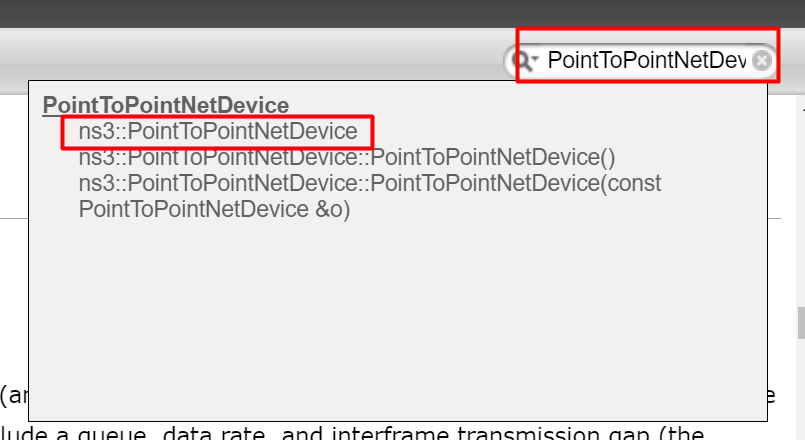 PointToPointNetDev
PointToPointNetDevice
ns3::PointToPointNetDevice
ns3::PointToPointNetDevice::PointToPointNetDevice()
ns3::PointToPointNetDevice::PointToPointNetDevice(const
PointToPointNetDevice &o)
(ar
e
lude a queue, data rate, and interframe transmission gap (the